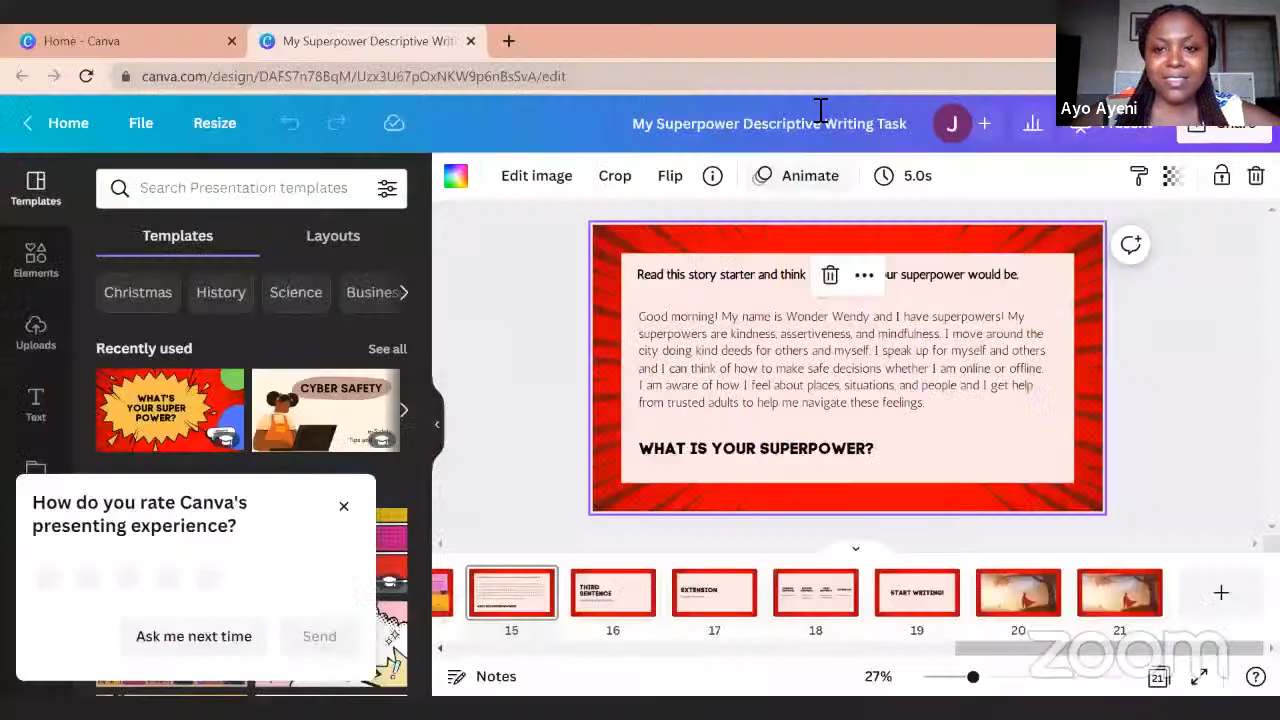 Home - Canva
My Superpower Descriptive Writi
canva.com/design/DAFS7n78BqM/Uzx3U67pOxNKW9p6nBsSvA/edit
Ayo Ayeni
Home
File
Resize
My Superpower Descriptive Writing Task
J
Present
Share
Templates
Elements
Uploads
Text
Search Presentation templates
Templates
Layouts
Christmas
History
Science
Busines
Recently used
See all
WHAT'S
YOUR SUPER
POWER?
CYBER SAFETY
How do you rate Canva's
presenting experience?
Ask me next time
Send
Edit image
Crop
Flip
Animate
5.0s
Read this story starter and think
ur superpower would be.
Good morning! My name is Wonder Wendy and I have superpowers! My
superpowers are kindness, assertiveness, and mindfulness. I move around the
city doing kind deeds for others and myself. I speak up for myself and others
and I can think of how to make safe decisions whether I am online or offline.
I am aware of how I feel about places, situations, and people and I get help
from trusted adults to help me navigate these feelings.
WHAT IS YOUR SUPERPOWER?
THIRD
SENTENCE
EXTENSION
START WRITING!
15
16
17
18
19
20
21
zoom
Notes
27%
21